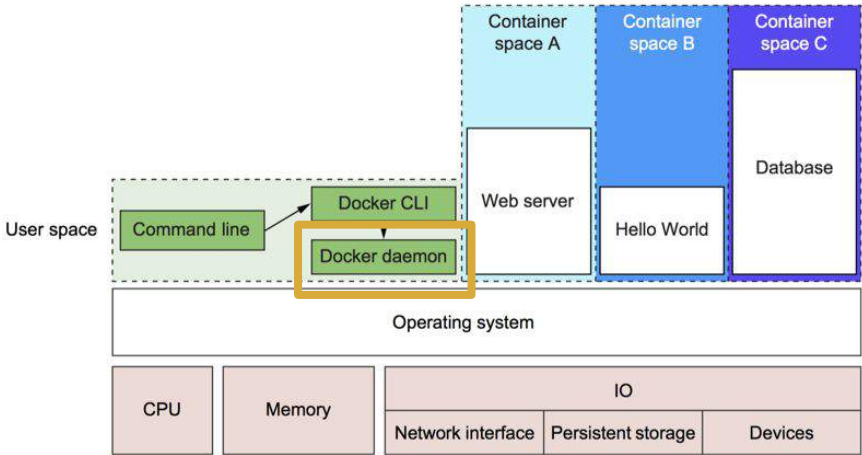 Container
space A
Container
space B
Container
space C
Database
Web server
Docker CLI
User space
Command line
Hello World
Docker daemon
Operating system
CPU
Memory
IO
Network interface
Persistent storage
Devices